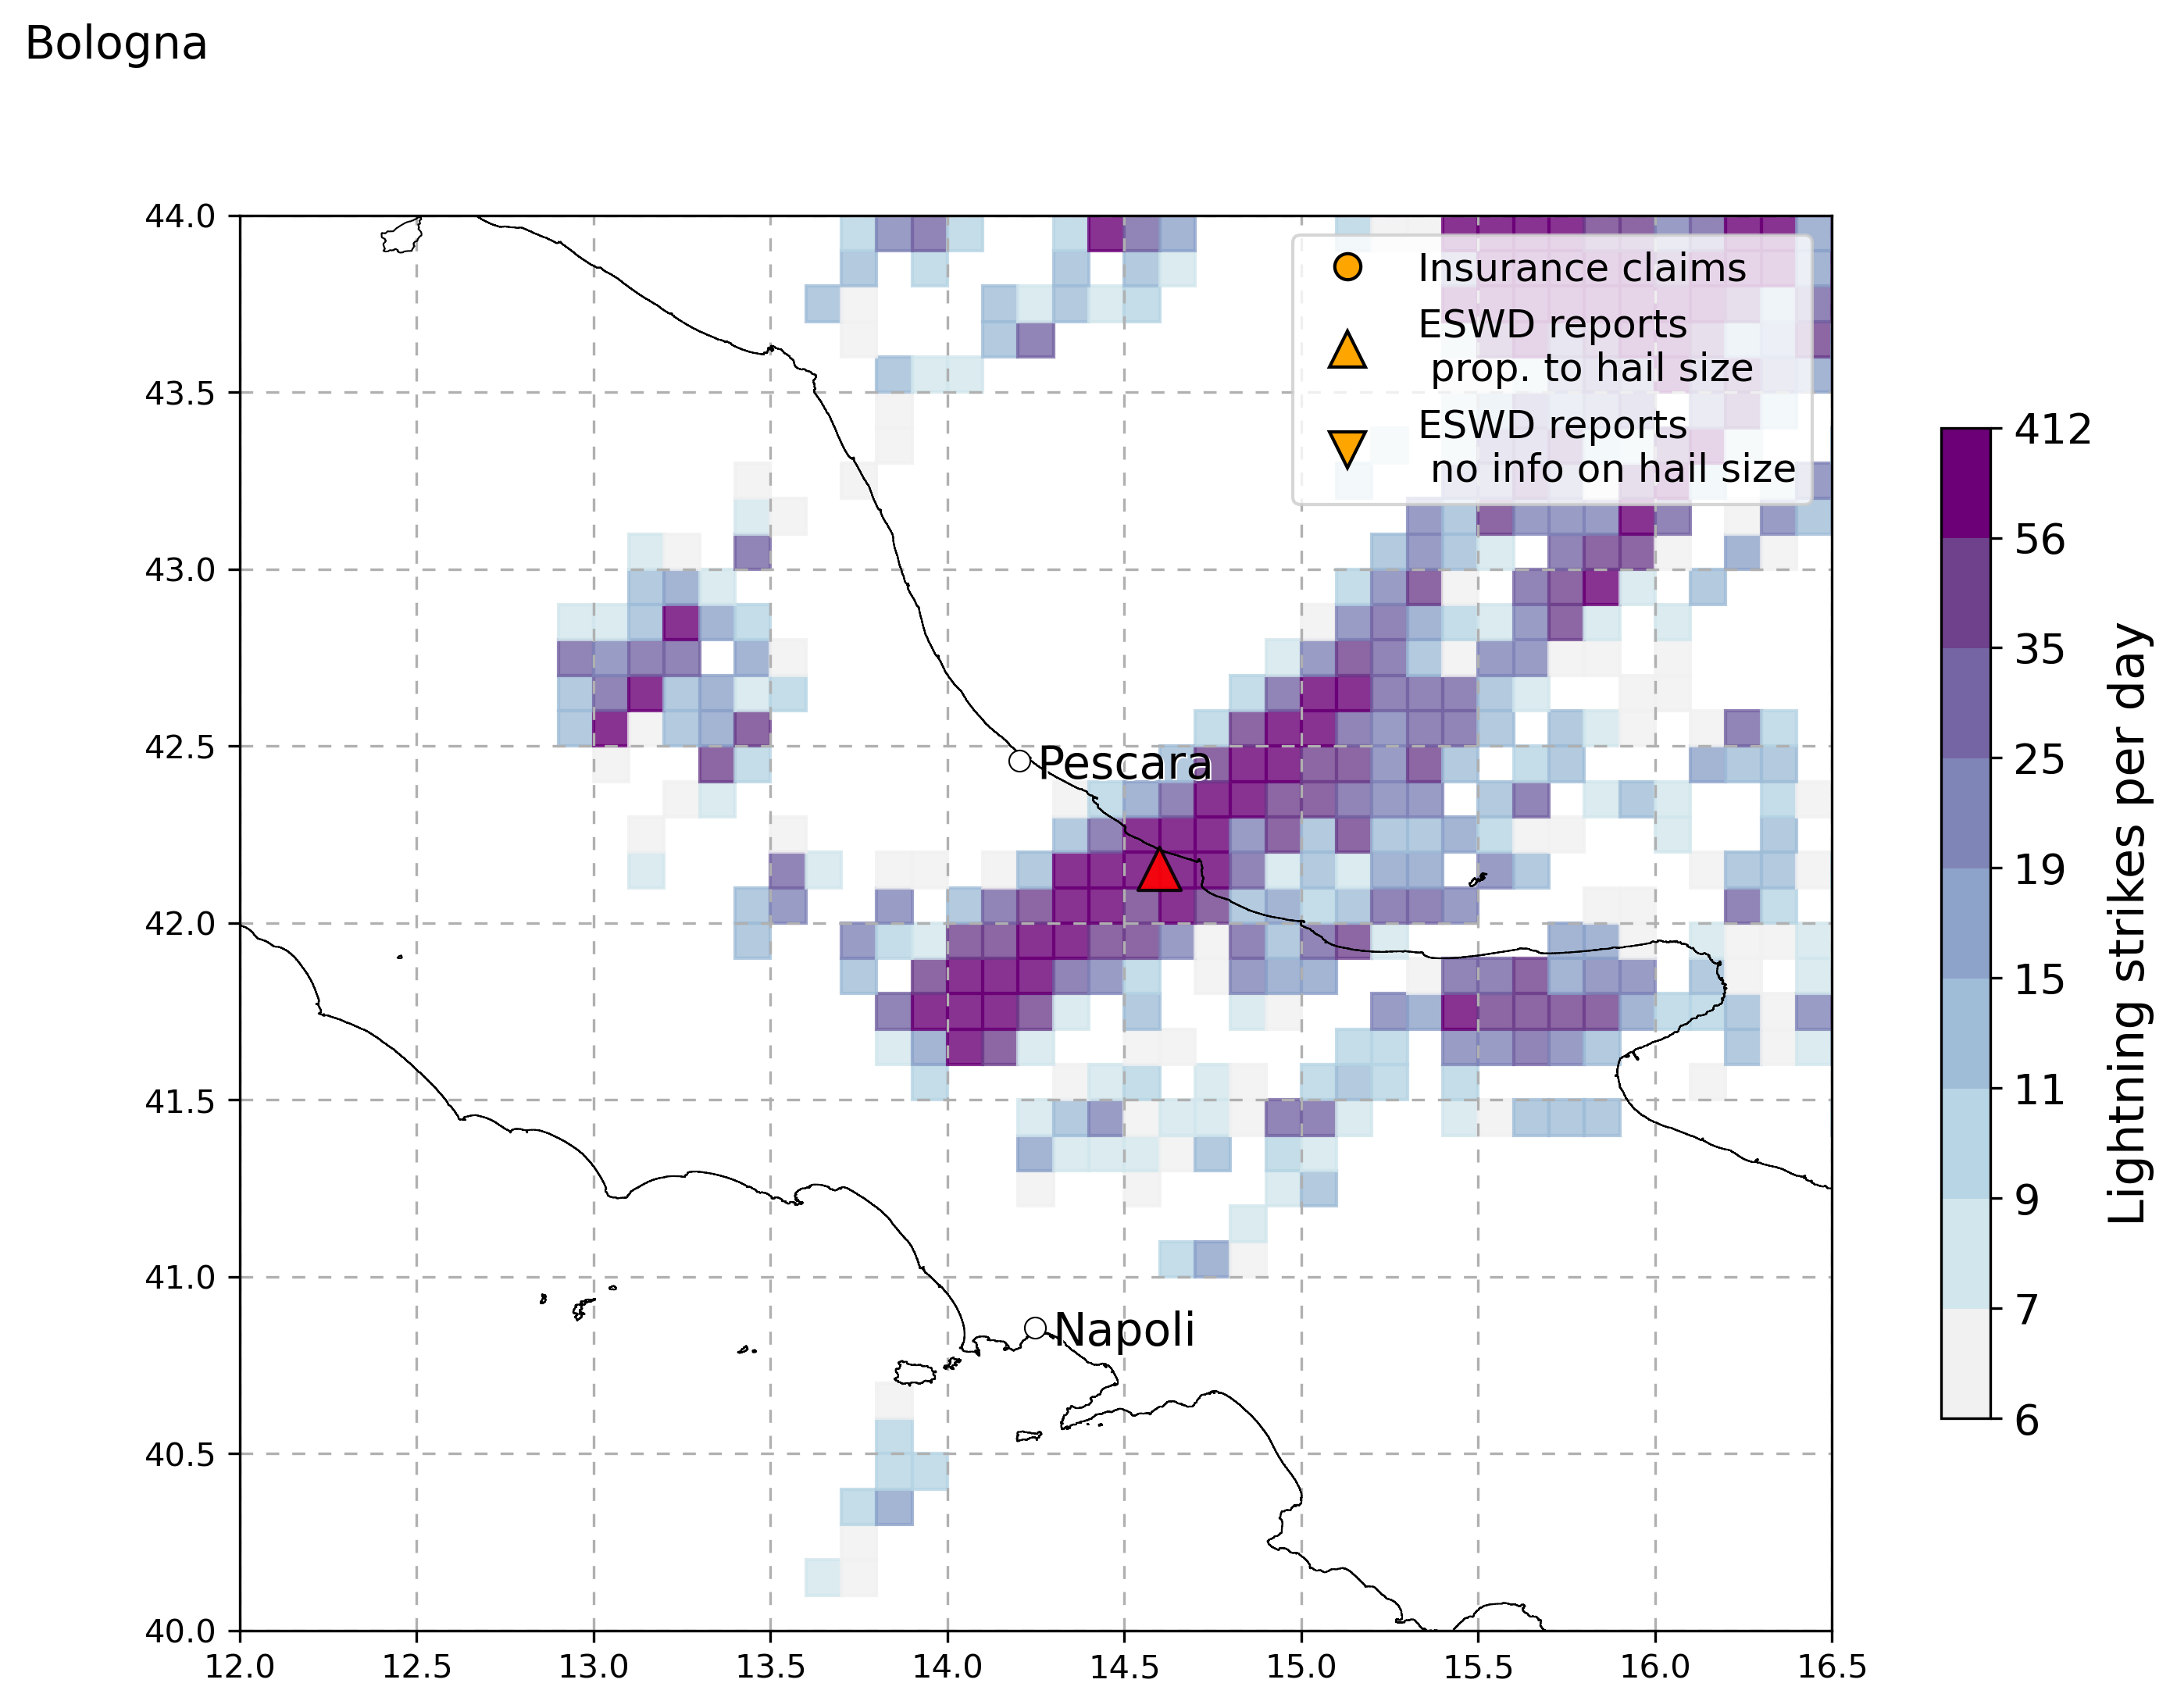 Bologna
44.0
43.5
43.0
42.5
42.0
41.5
41.0
40.5
40.0
12.0 12.5 13.0 13.5 14.0 14.5 15.0 15.5 16.0 16.5
Insurance claims
ESWD reports
prop. to hail size
ESWD reports
no info on hail size
Pescara
Napoli
412
56
35
25
19
15
11
9
7
6
Lightning strikes per day